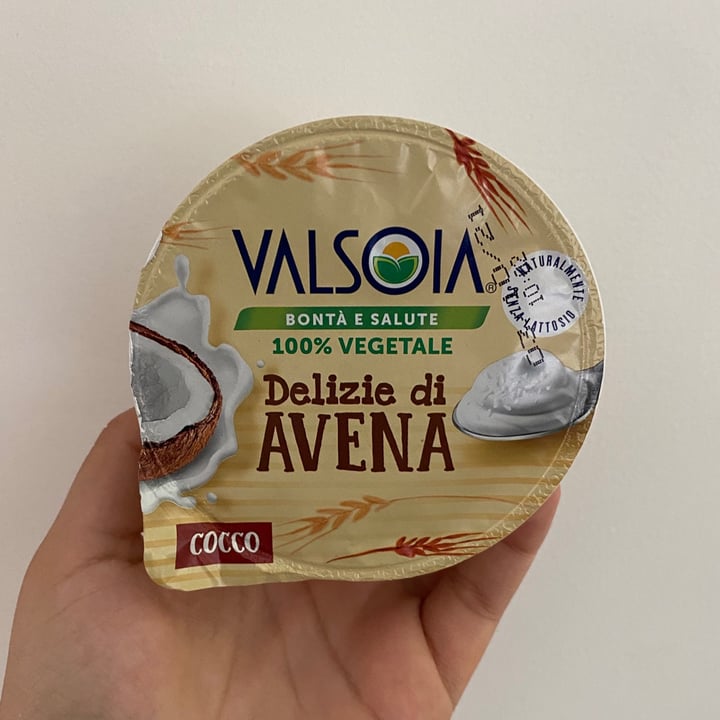 VALSOIA®
BONTÀ E SALUTE
100% VEGETALE
Delizie di
AVENA
NATURALMENTE
SENZA LATTOSIO
COCCO